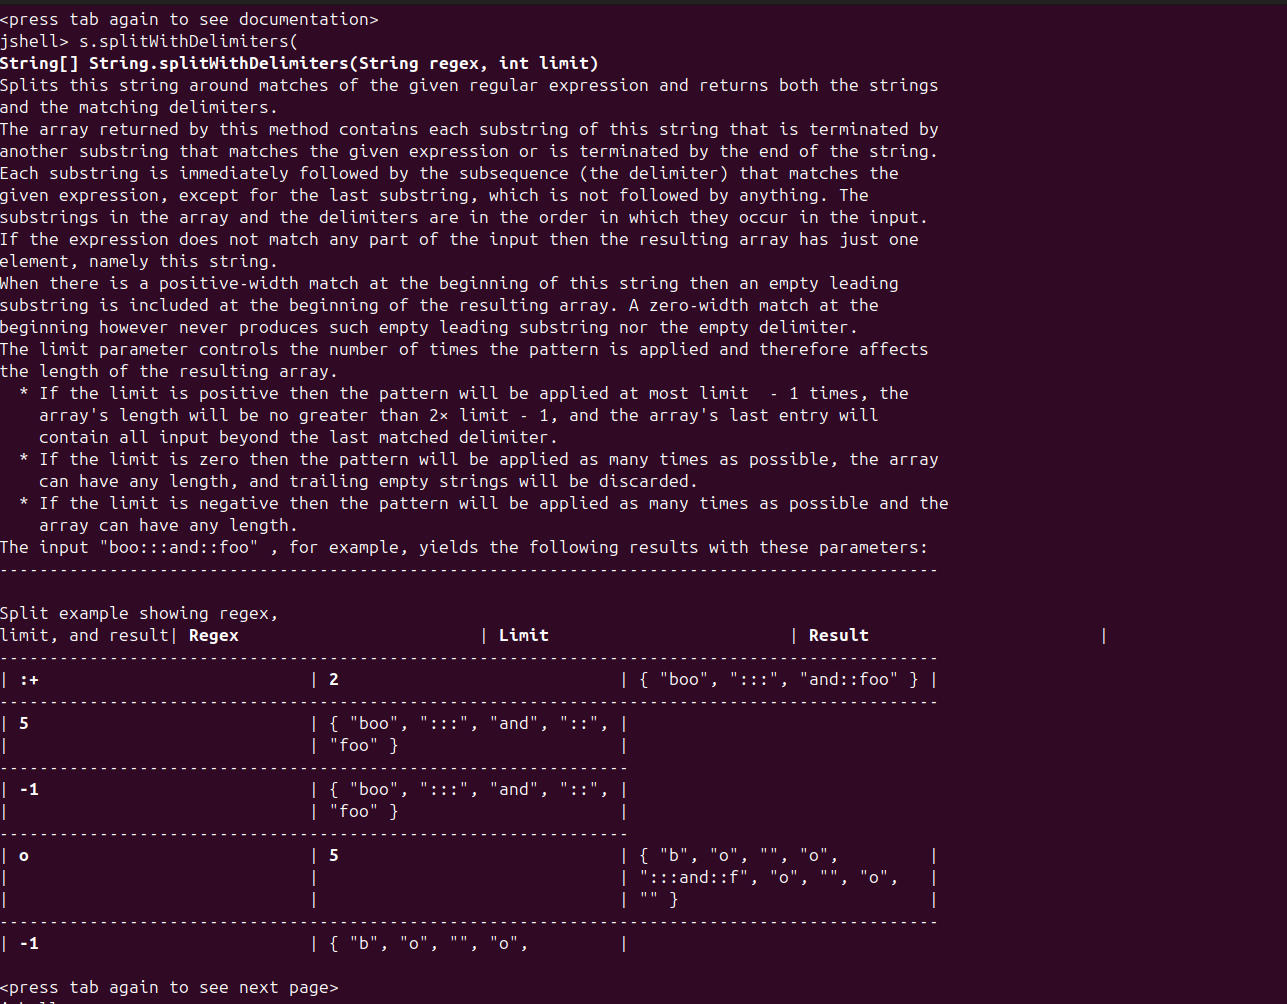 <press tab again to see documentation>
jshell> s.splitWithDelimiters(
String[] String.splitWithDelimiters(String regex, int limit)
Splits this string around matches of the given regular expression and returns both the strings
and the matching delimiters.
The array returned by this method contains each substring of this string that is terminated by
another substring that matches the given expression or is terminated by the end of the string.
Each substring is immediately followed by the subsequence (the delimiter) that matches the
given expression, except for the last substring, which is not followed by anything. The
substrings in the array and the delimiters are in the order in which they occur in the input.
If the expression does not match any part of the input then the resulting array has just one
element, namely this string.
When there is a positive-width match at the beginning of this string then an empty leading
substring is included at the beginning of the resulting array. A zero-width match at the
beginning however never produces such empty leading substring nor the empty delimiter.
The limit parameter controls the number of times the pattern is applied and therefore affects
the length of the resulting array.
  * If the limit is positive then the pattern will be applied at most limit  - 1 times, the
    array's length will be no greater than 2× limit - 1, and the array's last entry will
    contain all input beyond the last matched delimiter.
  * If the limit is zero then the pattern will be applied as many times as possible, the array
    can have any length, and trailing empty strings will be discarded.
  * If the limit is negative then the pattern will be applied as many times as possible and the
    array can have any length.
The input "boo:::and::foo" , for example, yields the following results with these parameters:
----------------------------------------------------------------------------------------------

Split example showing regex,
limit, and result| Regex                        | Limit                        | Result                       |
----------------------------------------------------------------------------------------------
| :+                           | 2                            | { "boo", ":::", "and::foo" } |
----------------------------------------------------------------------------------------------
| 5                            | { "boo", ":::", "and", "::", |
|                              | "foo" }                      |
---------------------------------------------------------------
| -1                           | { "boo", ":::", "and", "::", |
|                              | "foo" }                      |
---------------------------------------------------------------
| o                            | 5                            | { "b", "o", "", "o",         |
|                              |                              | ":::and::f", "o", "", "o",   |
|                              |                              | "" }                         |
----------------------------------------------------------------------------------------------
| -1                           | { "b", "o", "", "o",         |

<press tab again to see next page>